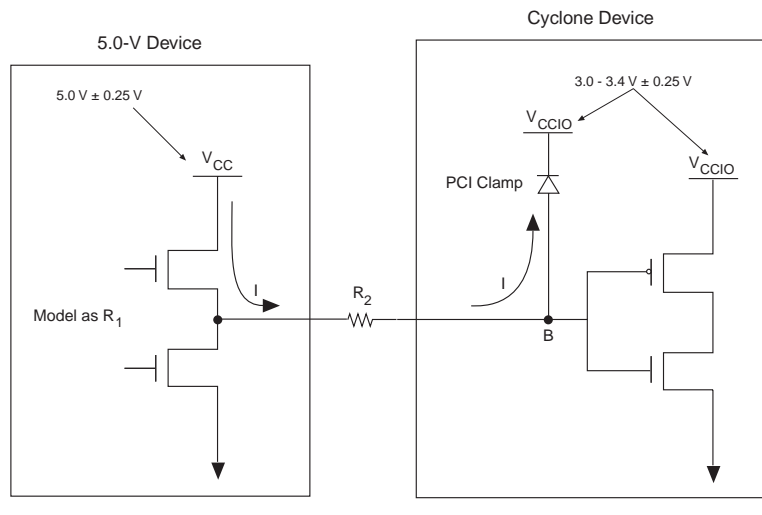 Cyclone Device
5.0-V Device
5.0 V ± 0.25 V
3.0 - 3.4 V ± 0.25 V
VCC
VCCIO
VCCIO
PCI Clamp
I
I
R2
Model as R1
B